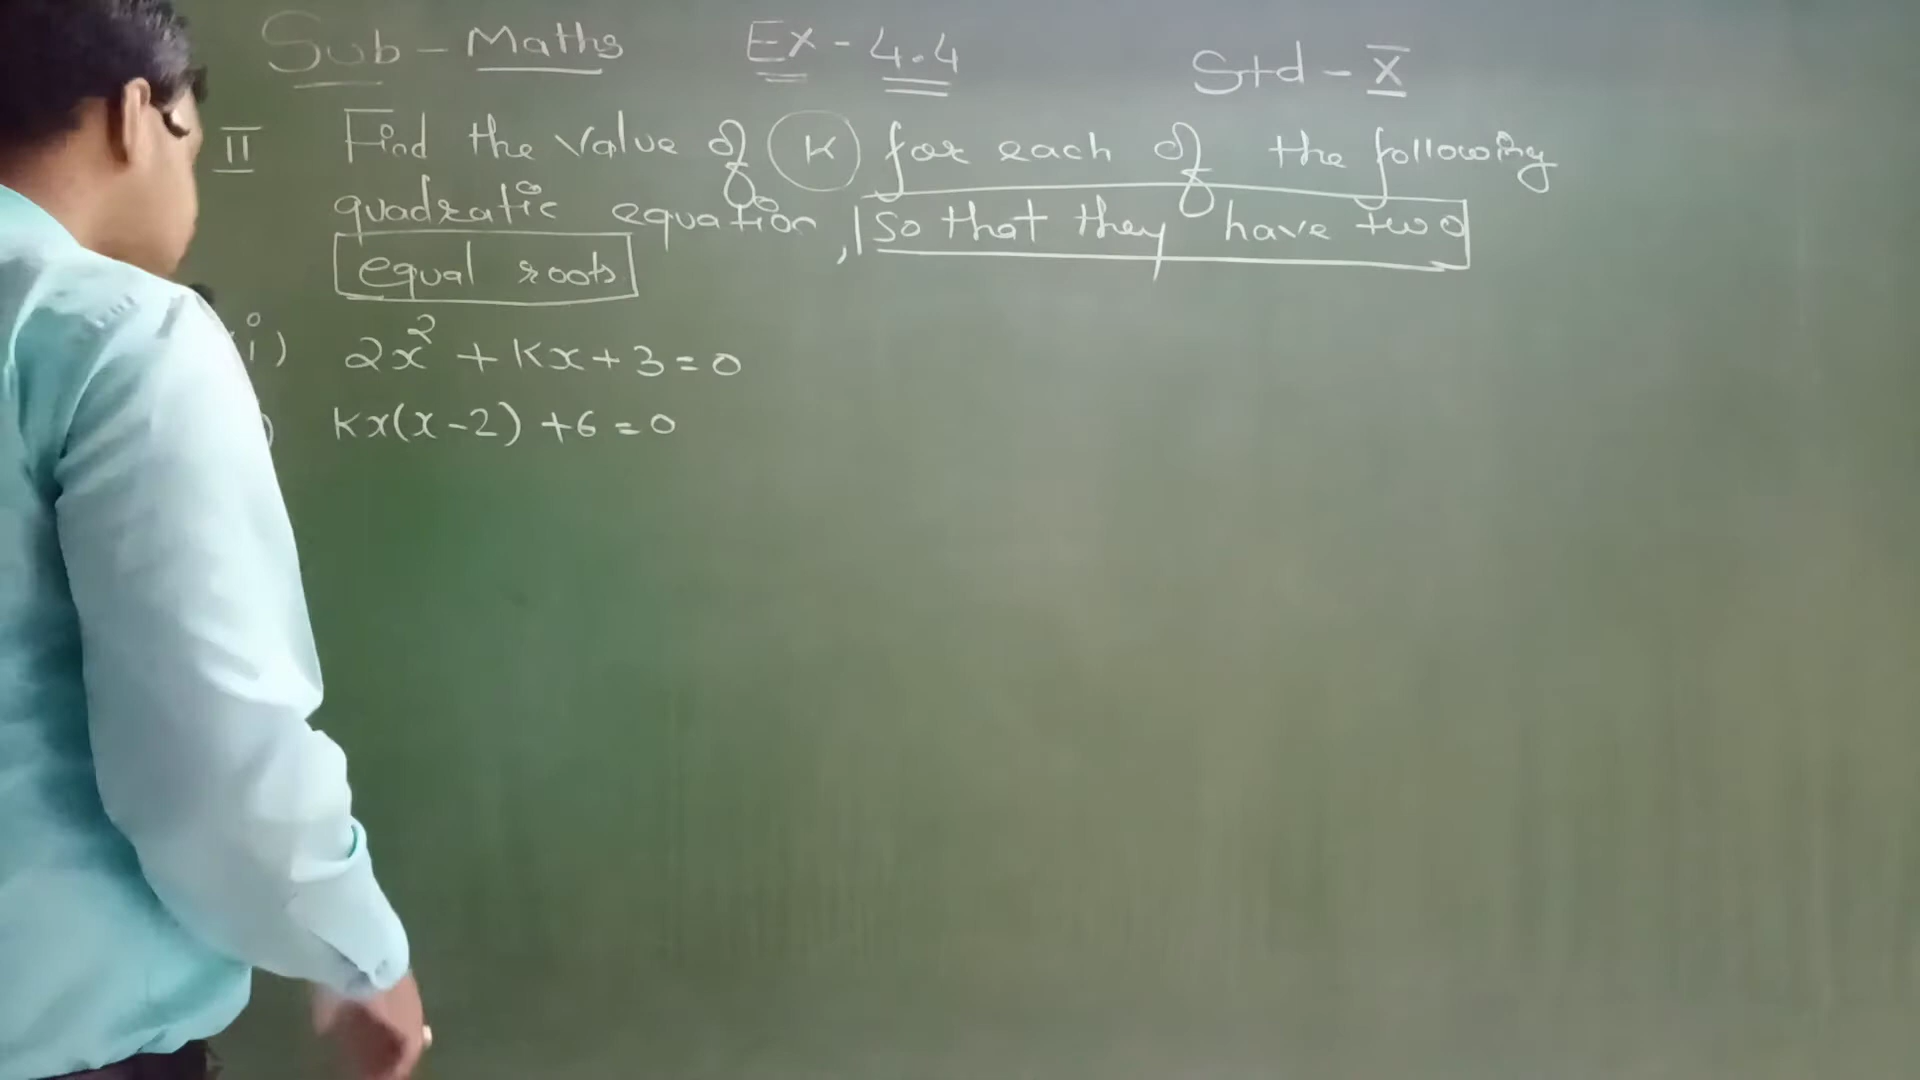 Sub - Maths Ex - 4.4 Std - X
II Find the value of K for each of the following
quadratic equation, so that they have two
equal roots
i) 2x² + Kx + 3 = 0
) Kx(x - 2) + 6 = 0